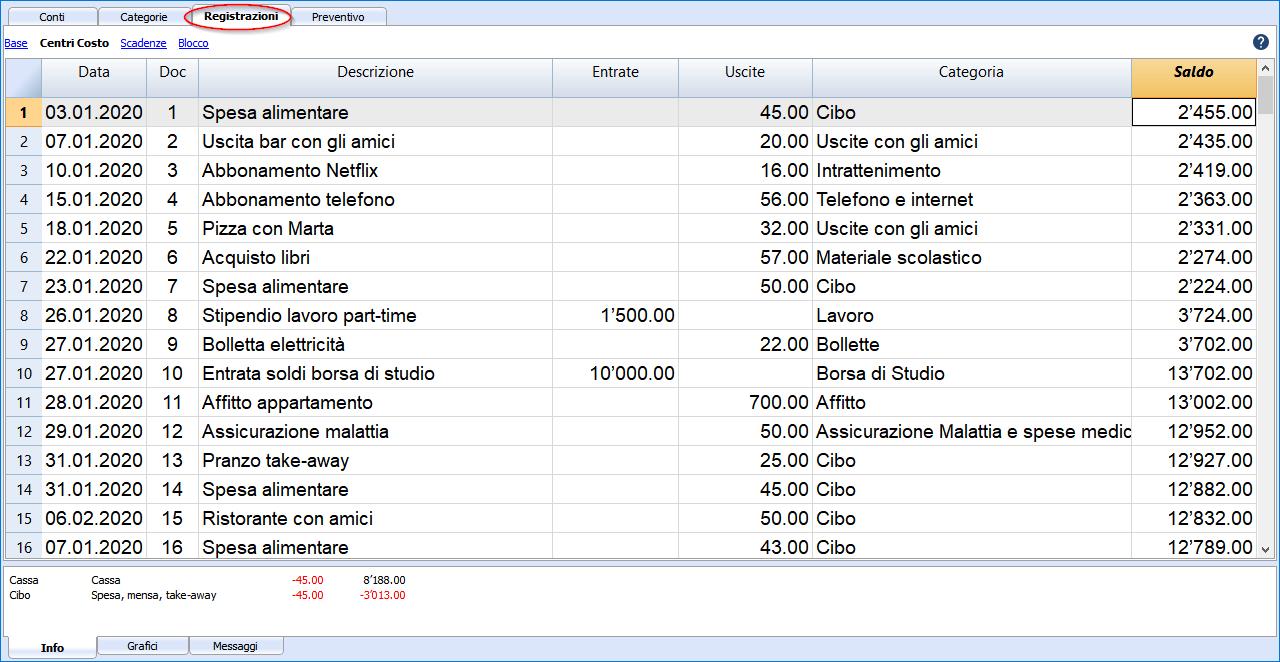 Conti Categorie Registrazioni Preventivo
Base Centri Costo Scadenze Blocco ?
Data Doc Descrizione Entrate Uscite Categoria Saldo
1 03.01.2020 1 Spesa alimentare 45.00 Cibo 2’455.00
2 07.01.2020 2 Uscita bar con gli amici 20.00 Uscite con gli amici 2’435.00
3 10.01.2020 3 Abbonamento Netflix 16.00 Intrattenimento 2’419.00
4 15.01.2020 4 Abbonamento telefono 56.00 Telefono e internet 2’363.00
5 18.01.2020 5 Pizza con Marta 32.00 Uscite con gli amici 2’331.00
6 22.01.2020 6 Acquisto libri 57.00 Materiale scolastico 2’274.00
7 23.01.2020 7 Spesa alimentare 50.00 Cibo 2’224.00
8 26.01.2020 8 Stipendio lavoro part-time 1’500.00 Lavoro 3’724.00
9 27.01.2020 9 Bolletta elettricità 22.00 Bollette 3’702.00
10 27.01.2020 10 Entrata soldi borsa di studio 10’000.00 Borsa di Studio 13’702.00
11 28.01.2020 11 Affitto appartamento 700.00 Affitto 13’002.00
12 29.01.2020 12 Assicurazione malattia 50.00 Assicurazione Malattia e spese medic 12’952.00
13 31.01.2020 13 Pranzo take-away 25.00 Cibo 12’927.00
14 31.01.2020 14 Spesa alimentare 45.00 Cibo 12’882.00
15 06.02.2020 15 Ristorante con amici 50.00 Cibo 12’832.00
16 07.01.2020 16 Spesa alimentare 43.00 Cibo 12’789.00
Cassa Cassa -45.00 8’188.00
Cibo Spesa, mensa, take-away -45.00 -3’013.00
Info Grafici Messaggi